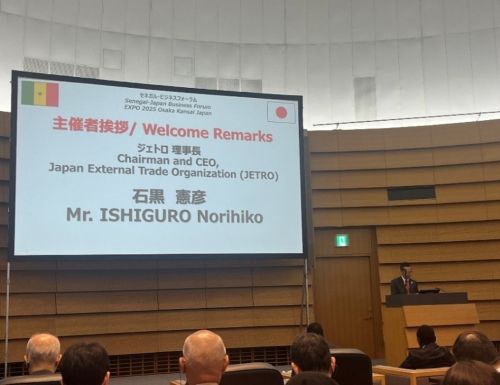 セネガル・ビジネスフォーラム
Senegal-Japan Business Forum
EXPO 2025 Osaka Kansai Japan
主催者挨拶/ Welcome Remarks
ジェトロ 理事長
Chairman and CEO,
Japan External Trade Organization (JETRO)
石黒 憲彦
Mr. ISHIGURO Norihiko